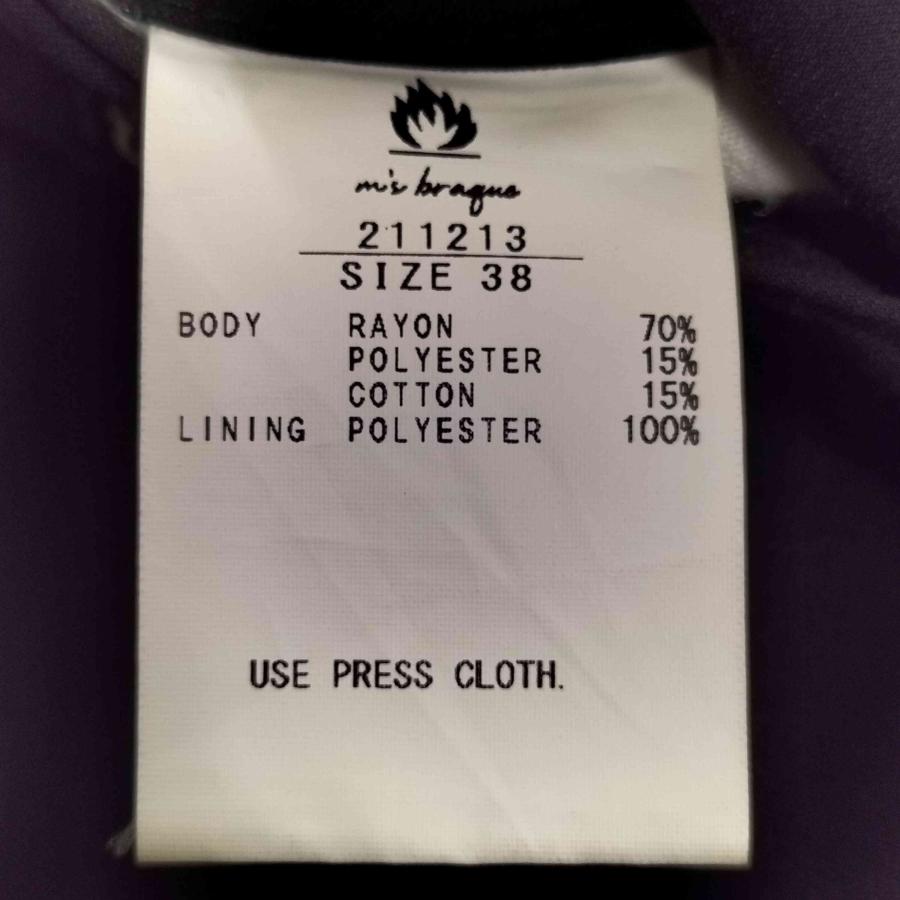 m's braque
211213
SIZE 38
BODY RAYON 70%
POLYESTER 15%
COTTON 15%
LINING POLYESTER 100%
USE PRESS CLOTH.